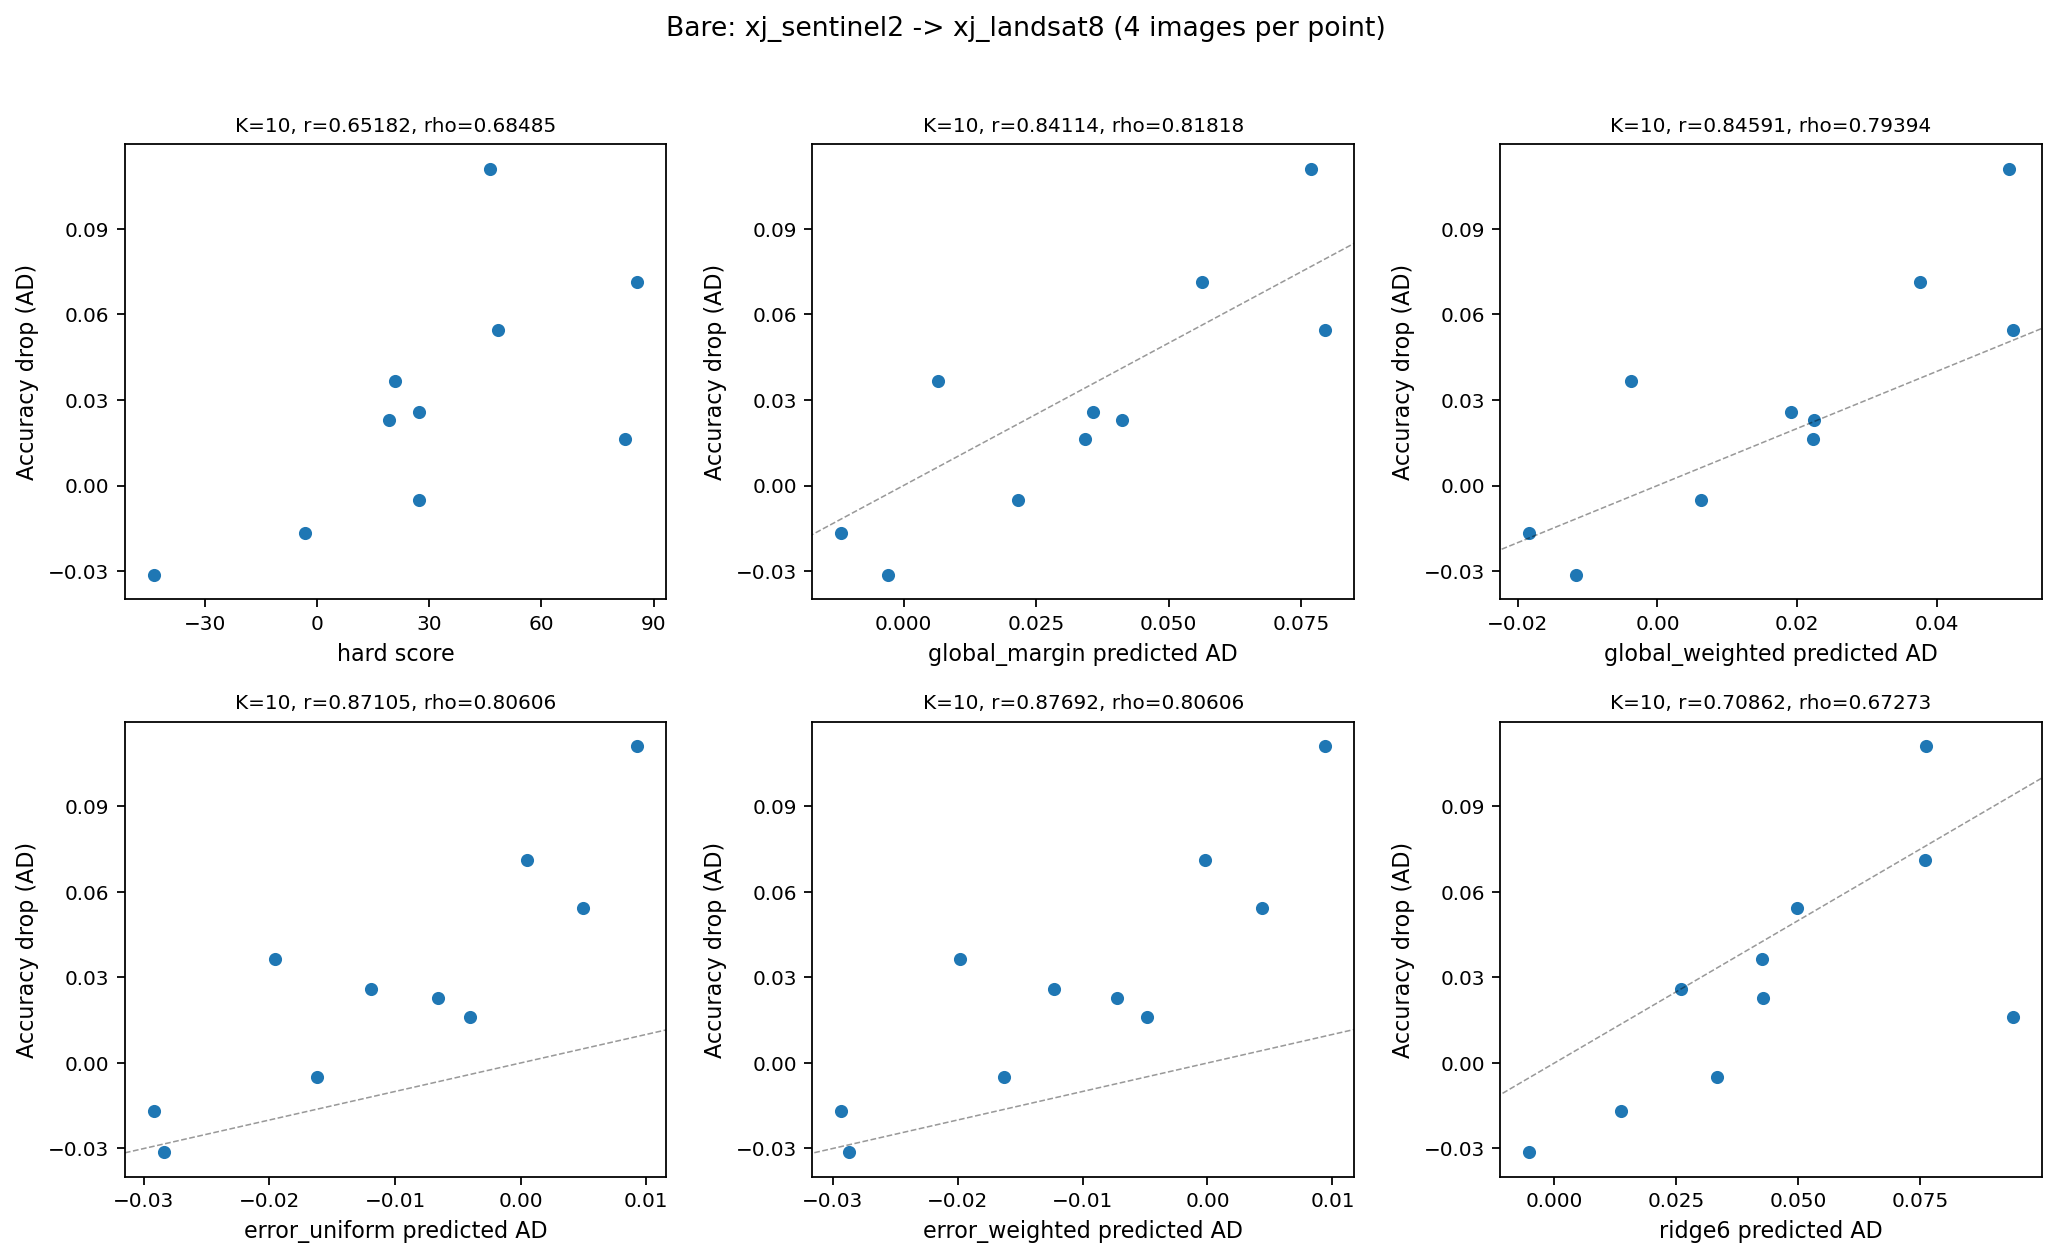 Bare: xj_sentinel2 -> xj_landsat8 (4 images per point)
K=10, r=0.65182, rho=0.68485
Accuracy drop (AD)
0.09
0.06
0.03
0.00
−0.03
−30 0 30 60 90
hard score
K=10, r=0.84114, rho=0.81818
Accuracy drop (AD)
0.09
0.06
0.03
0.00
−0.03
0.000 0.025 0.050 0.075
global_margin predicted AD
K=10, r=0.84591, rho=0.79394
Accuracy drop (AD)
0.09
0.06
0.03
0.00
−0.03
−0.02 0.00 0.02 0.04
global_weighted predicted AD
K=10, r=0.87105, rho=0.80606
Accuracy drop (AD)
0.09
0.06
0.03
0.00
−0.03
−0.03 −0.02 −0.01 0.00 0.01
error_uniform predicted AD
K=10, r=0.87692, rho=0.80606
Accuracy drop (AD)
0.09
0.06
0.03
0.00
−0.03
−0.03 −0.02 −0.01 0.00 0.01
error_weighted predicted AD
K=10, r=0.70862, rho=0.67273
Accuracy drop (AD)
0.09
0.06
0.03
0.00
−0.03
0.000 0.025 0.050 0.075
ridge6 predicted AD